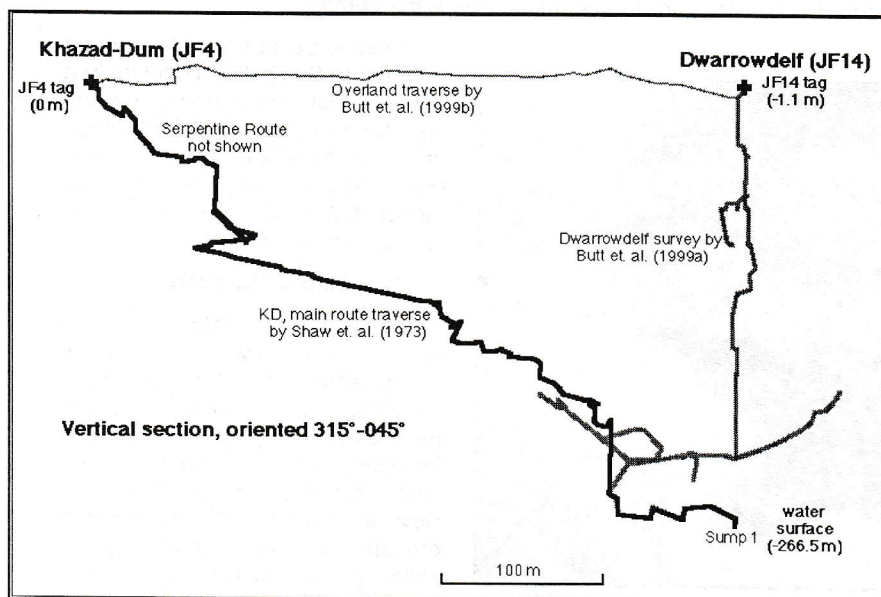 Khazad-Dum (JF4)
JF4 tag
(0 m)
Overland traverse by
Butt et. al. (1999b)
Dwarrowdelf (JF14)
JF14 tag
(-1.1 m)
Serpentine Route
not shown
Dwarrowdelf survey by
Butt et. al. (1999a)
KD, main route traverse
by Shaw et. al. (1973)
Vertical section, oriented 315°-045°
Sump 1
water
surface
(-266.5 m)
100 m